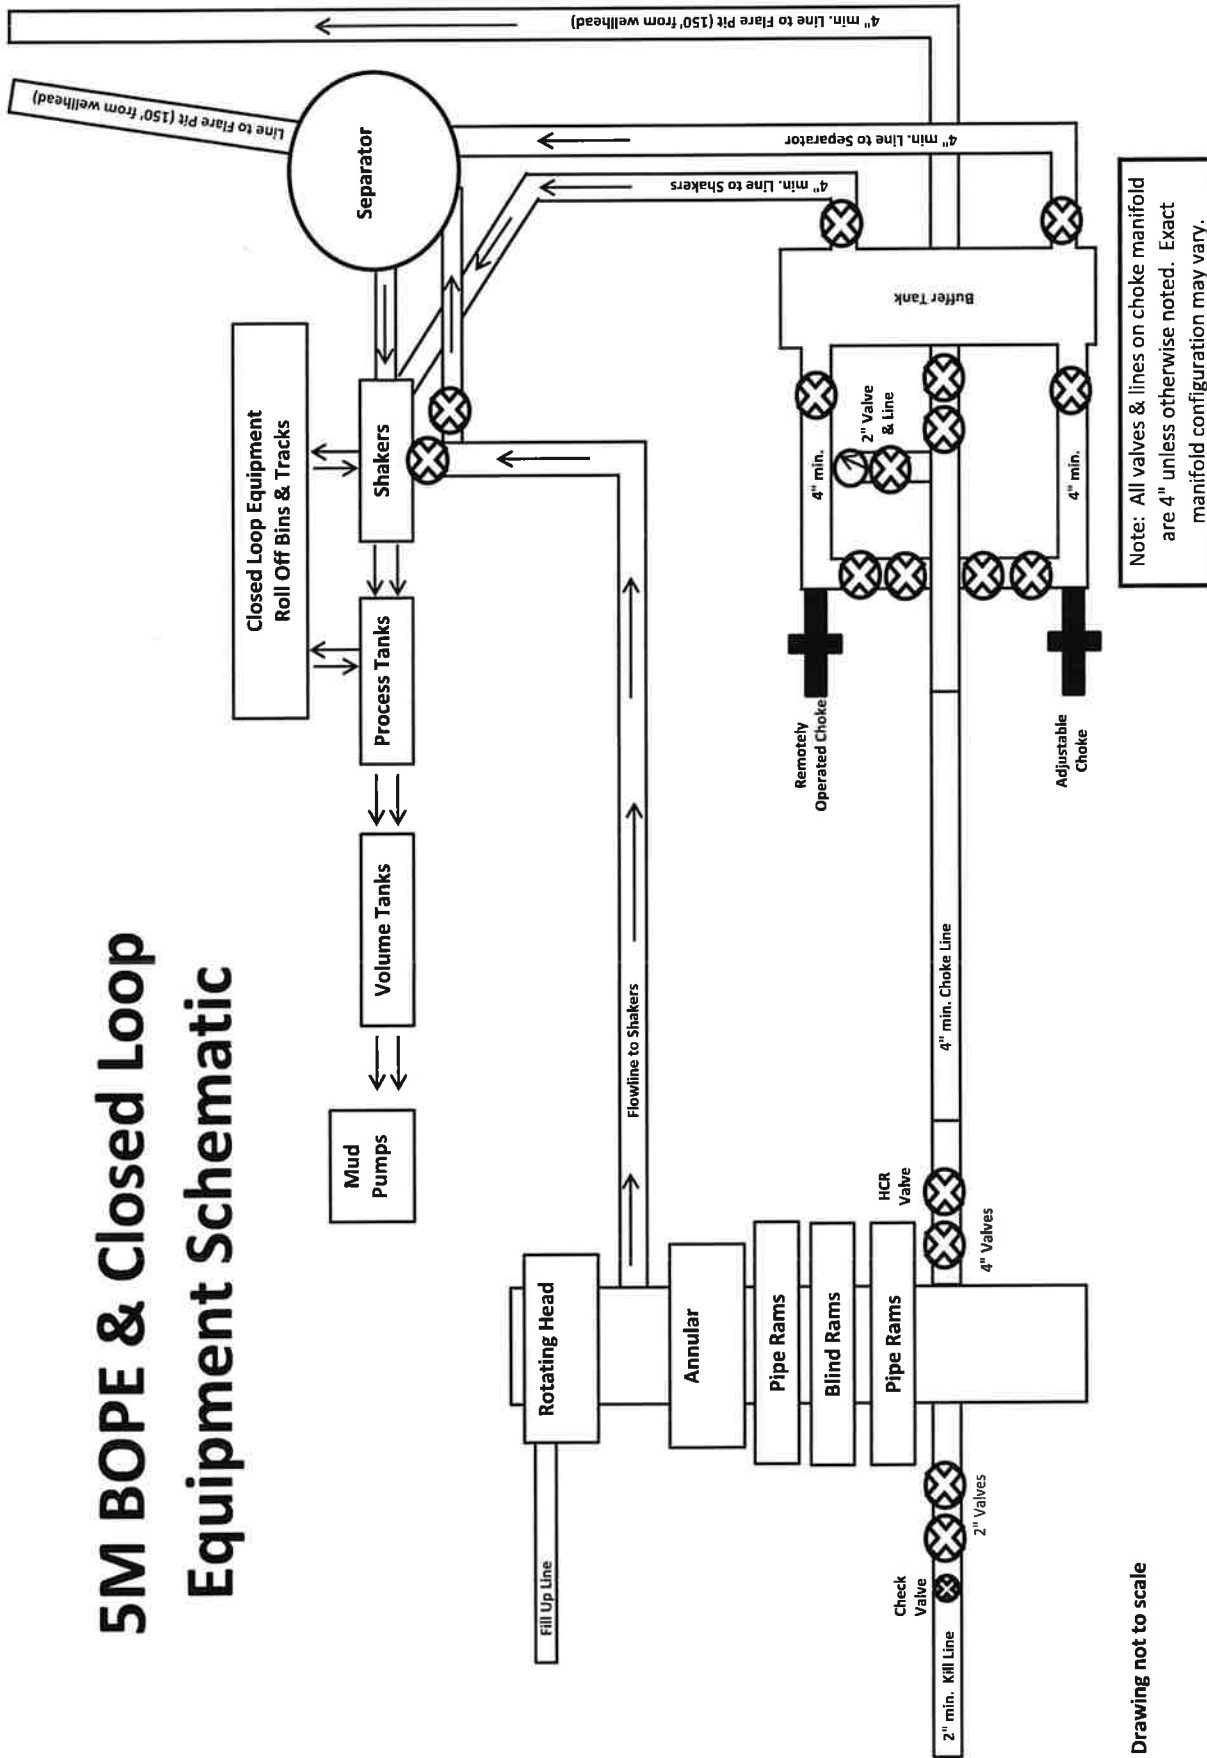 5M BOPE & Closed Loop
Equipment Schematic
Closed Loop Equipment
Roll Off Bins & Tracks
Mud
Pumps
Volume Tanks
Process Tanks
Shakers
Separator
Line to Flare Pit (150' from wellhead)
4" min. Line to Flare Pit (150' from wellhead)
Fill Up Line
Rotating Head
Flowline to Shakers
4" min. Line to Shakers
4" min. Line to Separator
Annular
Pipe Rams
Blind Rams
Pipe Rams
Remotely
Operated Choke
4" min.
2" Valve
& Line
Buffer Tank
Check
Valve
HCR
Valve
2" min. Kill Line
4" min. Choke Line
2" Valves
4" Valves
Adjustable
Choke
4" min.
Drawing not to scale
Note: All valves & lines on choke manifold
are 4" unless otherwise noted. Exact
manifold configuration may vary.